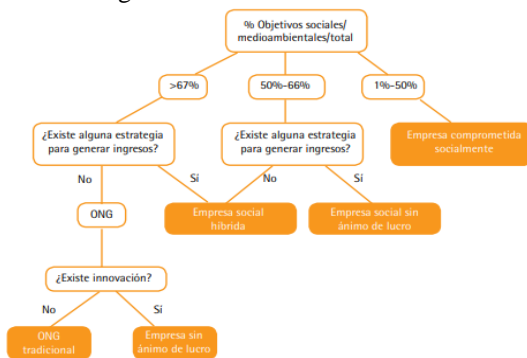 % Objetivos sociales/
medioambientales/total
>67%
50%-66%
1%-50%
¿Existe alguna estrategia
para generar ingresos?
¿Existe alguna estrategia
para generar ingresos?
Empresa comprometida
socialmente
No
Sí
No
Sí
ONG
Empresa social
híbrida
Empresa social sin
ánimo de lucro
¿Existe innovación?
No
Sí
ONG
tradicional
Empresa sin
ánimo de lucro